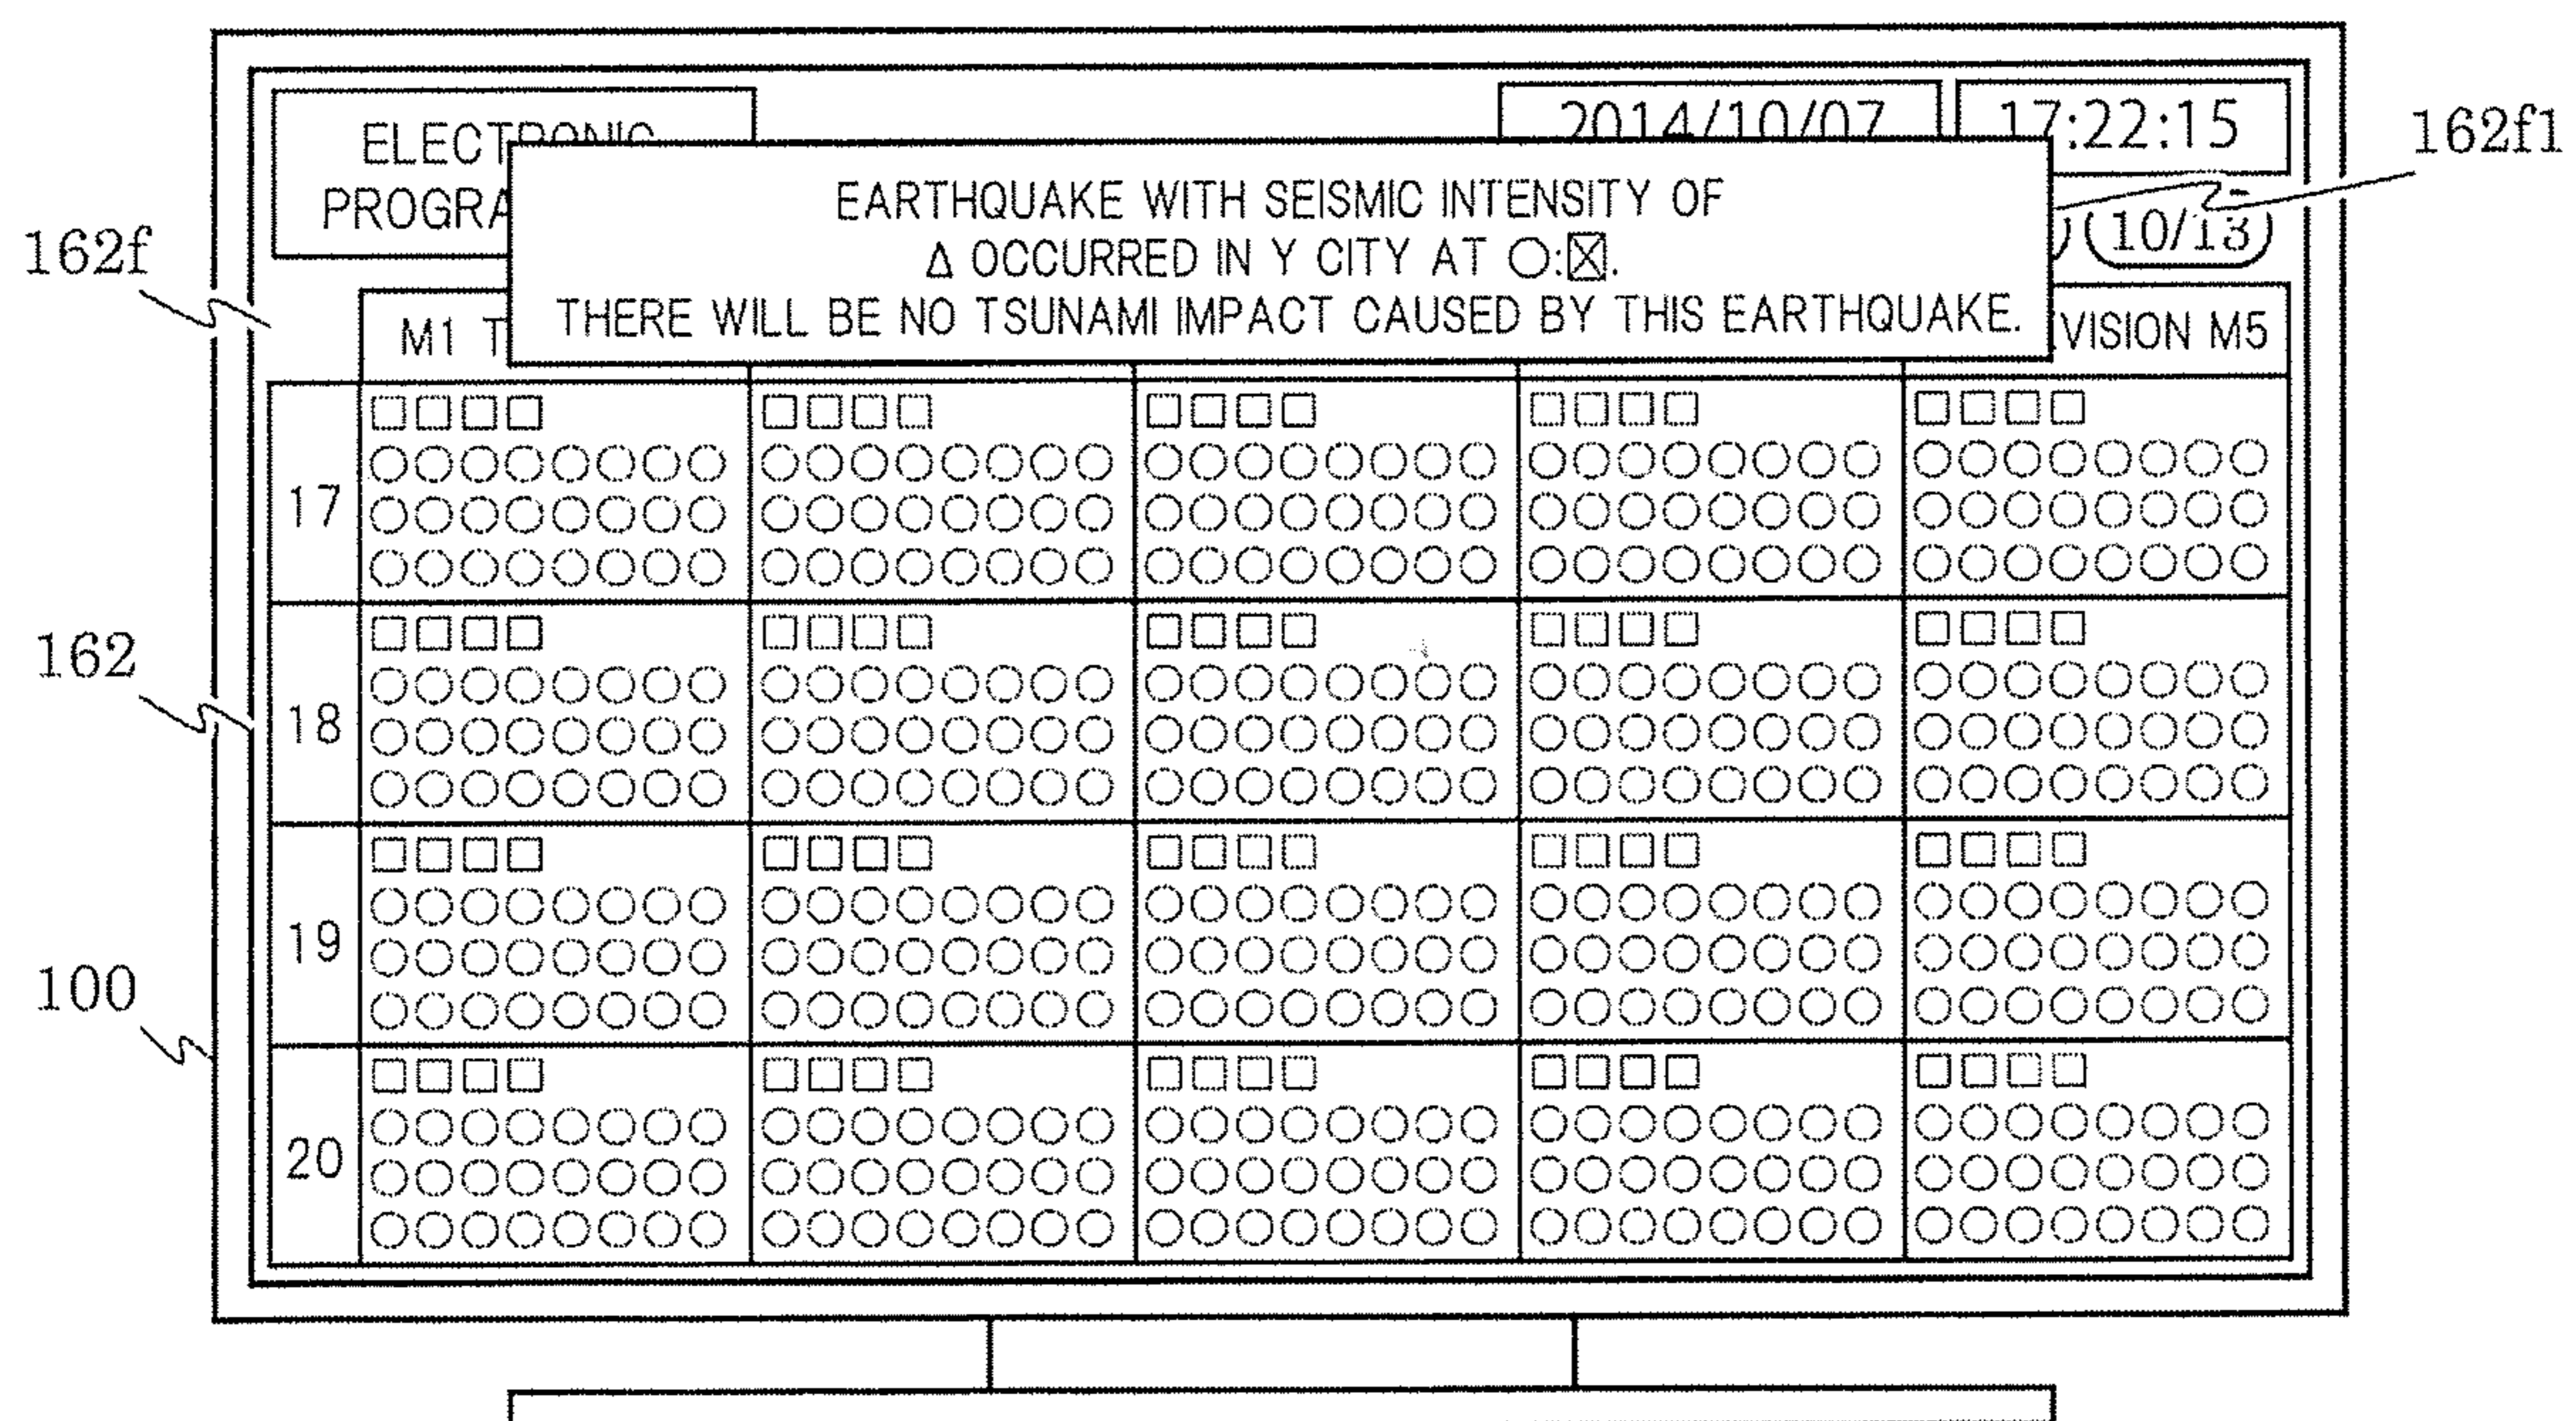 2014/10/07 17:22:15
162f1
ELECTRONIC
PROGRA
EARTHQUAKE WITH SEISMIC INTENSITY OF
Δ OCCURRED IN Y CITY AT ○:☒.
THERE WILL BE NO TSUNAMI IMPACT CAUSED BY THIS EARTHQUAKE.
10/13
162f
M1 T
VISION M5
□□□□ □□□□ □□□□ □□□□ □□□□
○○○○○○○○ ○○○○○○○○ ○○○○○○○○ ○○○○○○○○ ○○○○○○○○
17 ○○○○○○○○ ○○○○○○○○ ○○○○○○○○ ○○○○○○○○ ○○○○○○○○
○○○○○○○○ ○○○○○○○○ ○○○○○○○○ ○○○○○○○○ ○○○○○○○○
□□□□ □□□□ □□□□ □□□□ □□□□
162
○○○○○○○○ ○○○○○○○○ ○○○○○○○○ ○○○○○○○○ ○○○○○○○○
18 ○○○○○○○○ ○○○○○○○○ ○○○○○○○○ ○○○○○○○○ ○○○○○○○○
○○○○○○○○ ○○○○○○○○ ○○○○○○○○ ○○○○○○○○ ○○○○○○○○
□□□□ □□□□ □□□□ □□□□ □□□□
○○○○○○○○ ○○○○○○○○ ○○○○○○○○ ○○○○○○○○ ○○○○○○○○
19 ○○○○○○○○ ○○○○○○○○ ○○○○○○○○ ○○○○○○○○ ○○○○○○○○
100
○○○○○○○○ ○○○○○○○○ ○○○○○○○○ ○○○○○○○○ ○○○○○○○○
□□□□ □□□□ □□□□ □□□□ □□□□
○○○○○○○○ ○○○○○○○○ ○○○○○○○○ ○○○○○○○○ ○○○○○○○○
20 ○○○○○○○○ ○○○○○○○○ ○○○○○○○○ ○○○○○○○○ ○○○○○○○○
○○○○○○○○ ○○○○○○○○ ○○○○○○○○ ○○○○○○○○ ○○○○○○○○